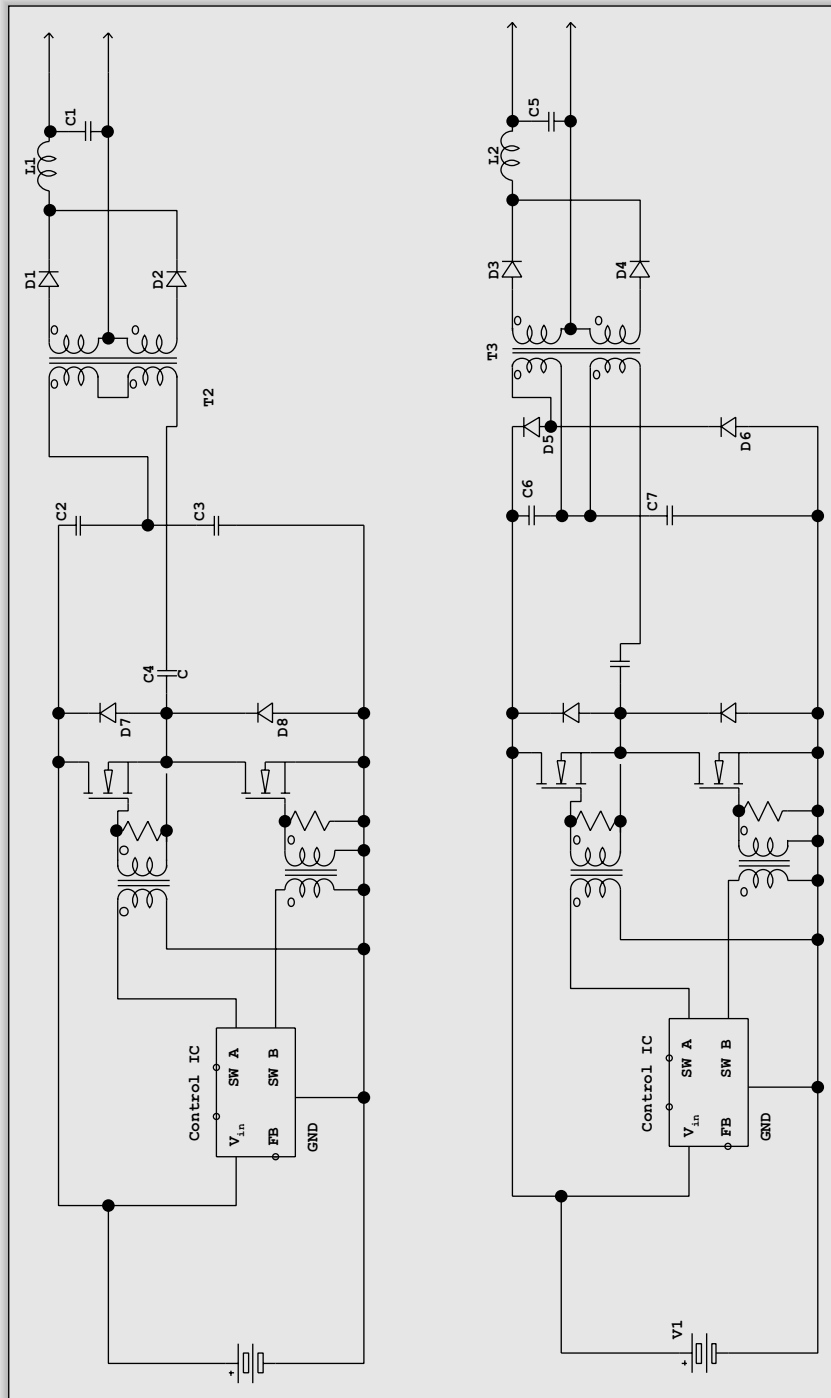 C1
L1
D1
D2
T2
C2
C3
C4
C
D7
D8
Control IC
SW A
SW B
Vin
FB
GND
+
C5
L2
D3
D4
T3
D5
D6
C6
C7
Control IC
SW A
SW B
Vin
FB
GND
V1
+